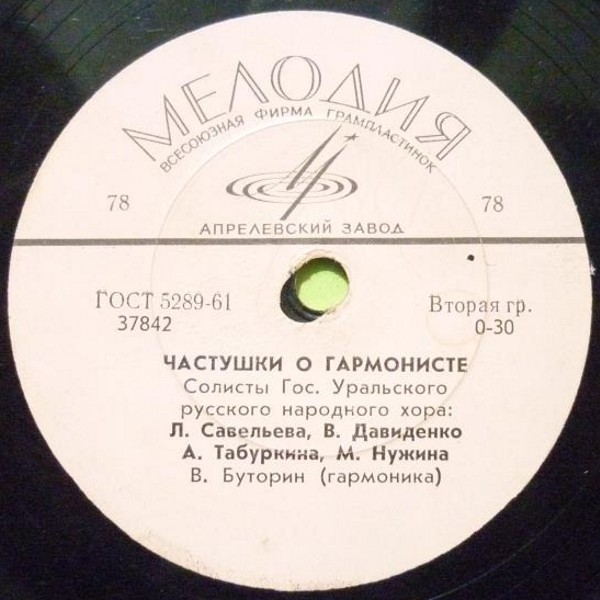 МЕЛОДИЯ
ВСЕСОЮЗНАЯ ФИРМА ГРАМПЛАСТИНОК
78 78
АПРЕЛЕВСКИЙ ЗАВОД
ГОСТ 5289-61 Вторая гр.
37842 0-30
ЧАСТУШКИ О ГАРМОНИСТЕ
Солисты Гос. Уральского
русского народного хора:
Л. Савельева, В. Давиденко
А. Табуркина, М. Нужина
В. Буторин (гармоника)